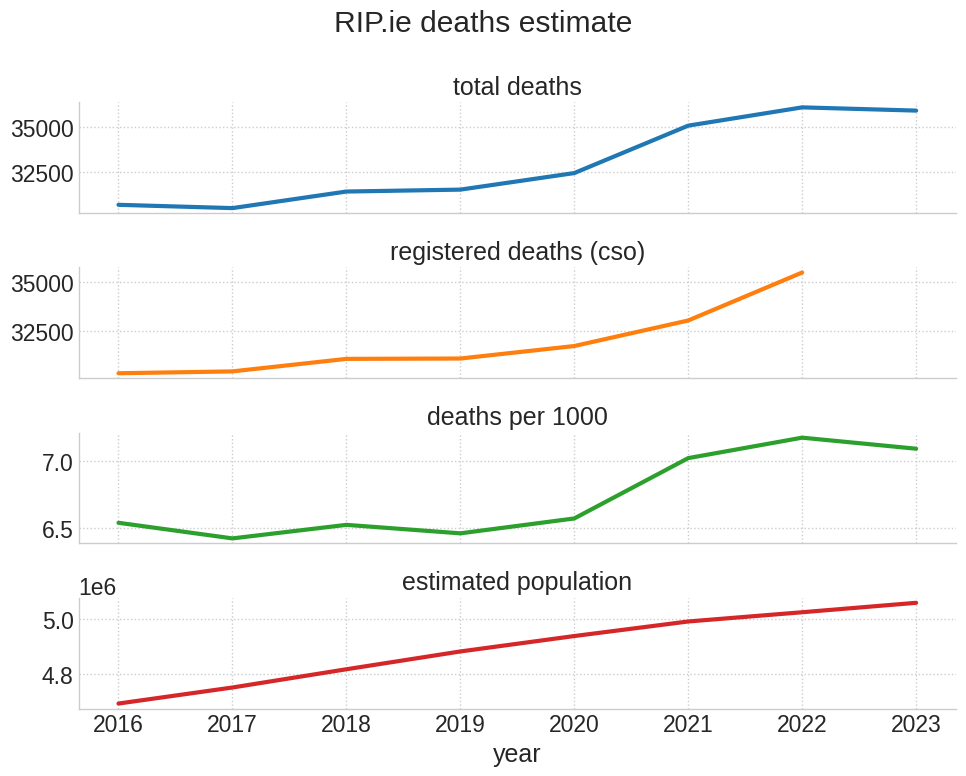 RIP.ie deaths estimate
total deaths
35000
32500
registered deaths (cso)
35000
32500
deaths per 1000
7.0
6.5
1e6
estimated population
5.0
4.8
2016 2017 2018 2019 2020 2021 2022 2023
year